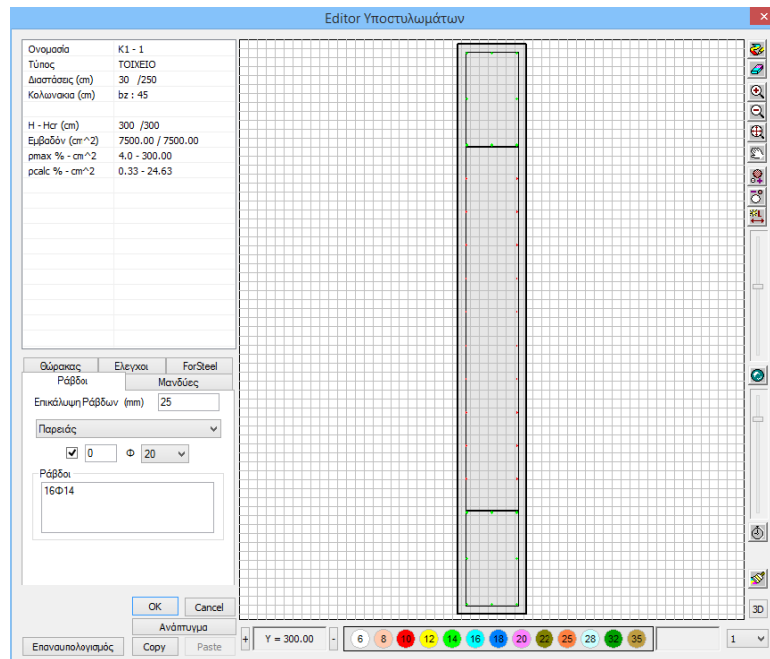 Editor Υποστυλωμάτων
Ονομασία K1 - 1
Τύπος ΤΟΙΧΕΙΟ
Διαστάσεις (cm) 30 /250
Κολωνακια (cm) bz : 45
H - Hcr (cm) 300 /300
Εμβαδόν (cm^2) 7500.00 / 7500.00
ρmax % - cm^2 4.0 - 300.00
ρcalc % - cm^2 0.33 - 24.63
Θώρακας Ελεγχοι ForSteel
Ράβδοι Μανδύες
Επικάλυψη Ράβδων (mm) 25
Παρειάς
0 Φ 20
Ράβδοι
16Φ14
OK Cancel
Ανάπτυγμα
Επαναυπολογισμός Copy Paste
+ Y = 300.00 - 6 8 10 12 14 16 18 20 22 25 28 32 35 1
3D